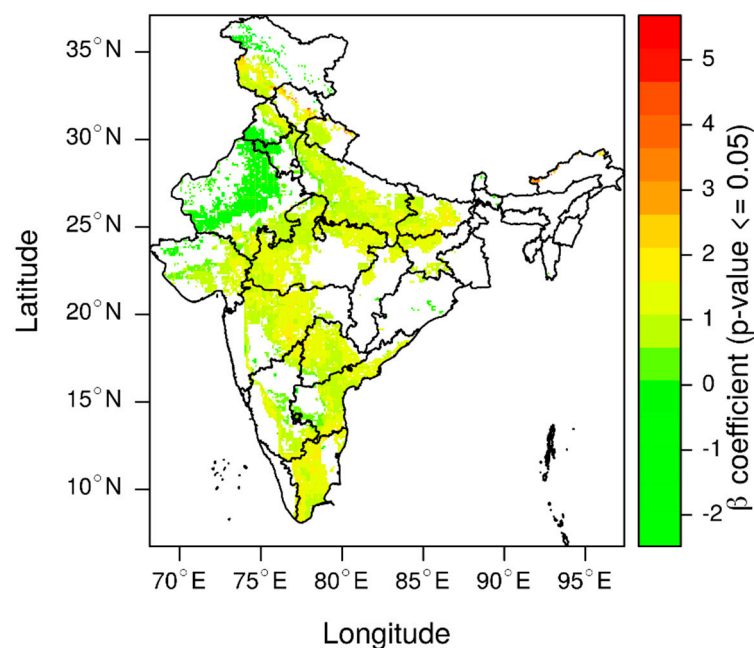 35°N
30°N
25°N
20°N
15°N
10°N
Latitude
70°E 75°E 80°E 85°E 90°E 95°E
Longitude
5
4
3
2
1
0
-1
-2
β coefficient (p-value <= 0.05)